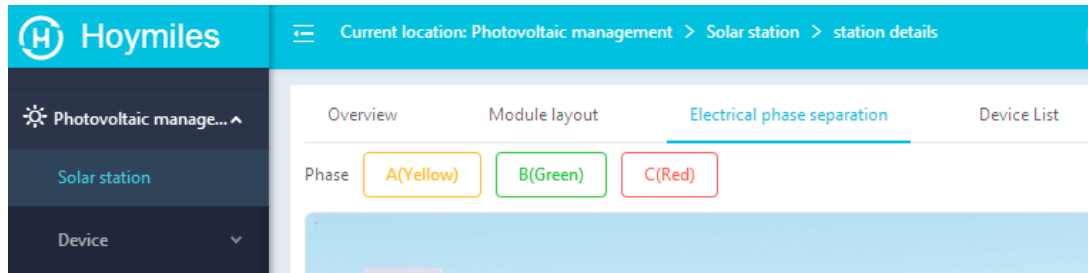 Hoymiles
Current location: Photovoltaic management > Solar station > station details
Photovoltaic manage...
Overview Module layout Electrical phase separation Device List
Solar station
Phase A(Yellow) B(Green) C(Red)
Device